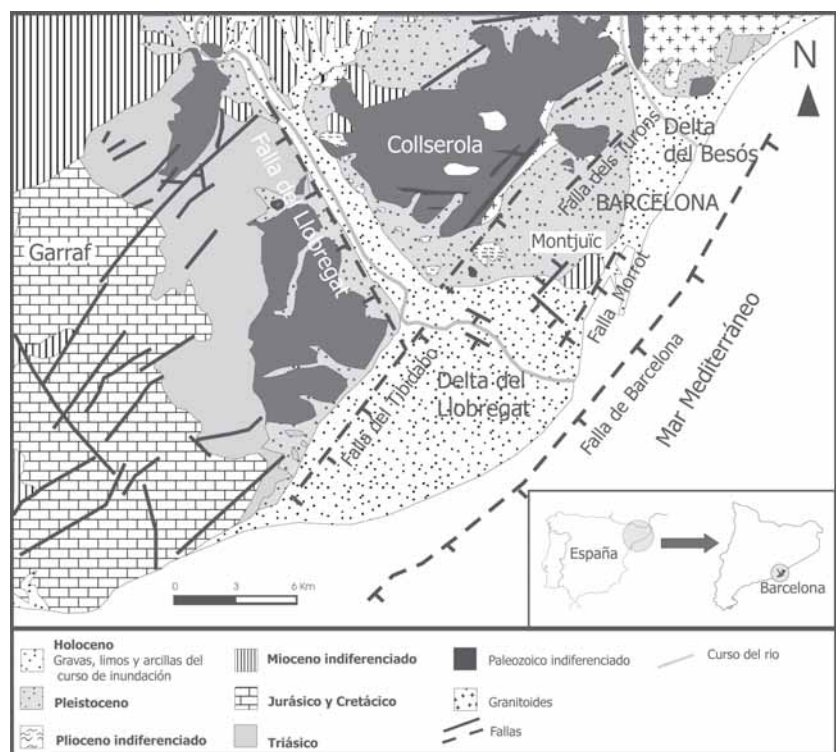 N
Collserola
Falla del Llobregat
Delta
del Besós
Falla dels Turons
BARCELONA
Garraf
Montjuïc
Falla Morrot
Mar Mediterráneo
Delta del
Llobregat
Falla del Tibidabo
Falla de Barcelona
0 3 6 Km
España
Barcelona
Holoceno
Gravas, limos y arcillas del
curso de inundación
Pleistoceno
Plioceno indiferenciado
Mioceno indiferenciado
Jurásico y Cretácico
Triásico
Paleozoico indiferenciado
Granitoides
Fallas
Curso del rio